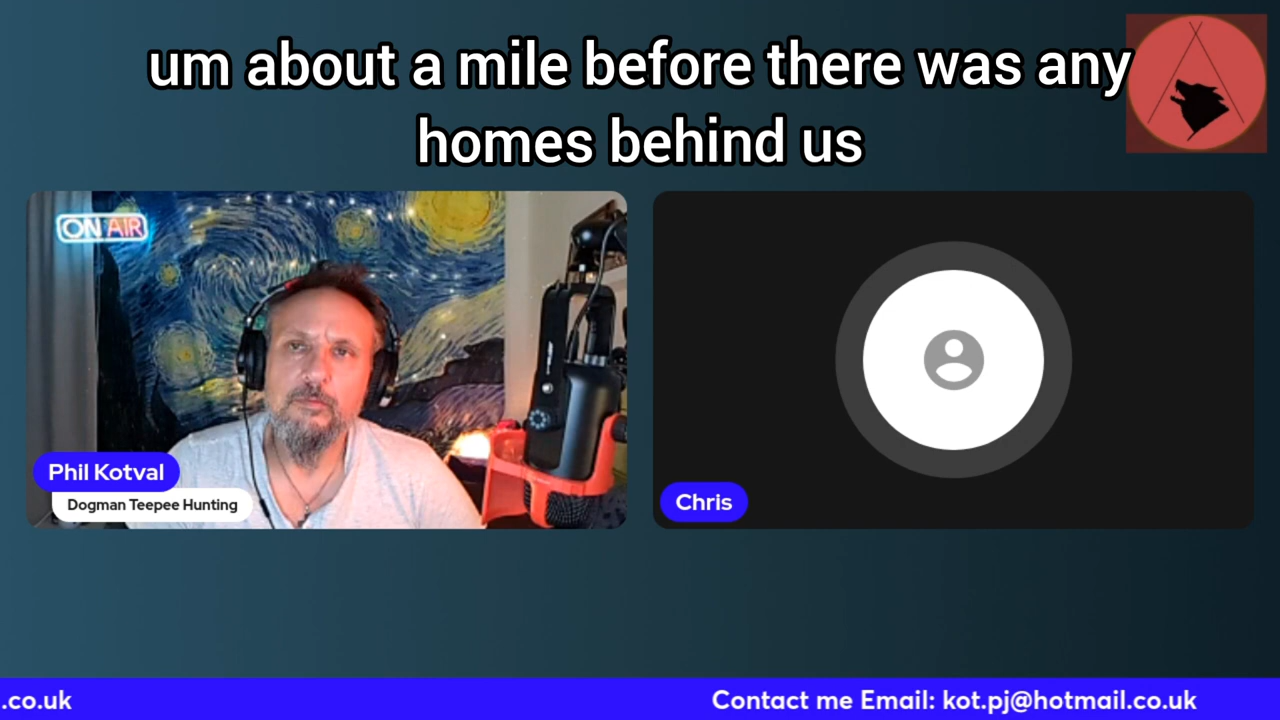 um about a mile before there was any
homes behind us
ON AIR
Phil Kotval
Dogman Teepee Hunting
Chris
.co.uk
Contact me Email: kot.pj@hotmail.co.uk